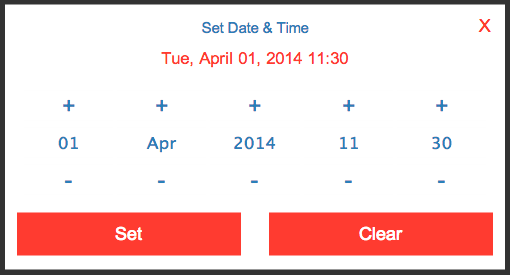 Set Date & Time
X
Tue, April 01, 2014 11:30
+ + + + +
01 Apr 2014 11 30
- - - - -
Set Clear